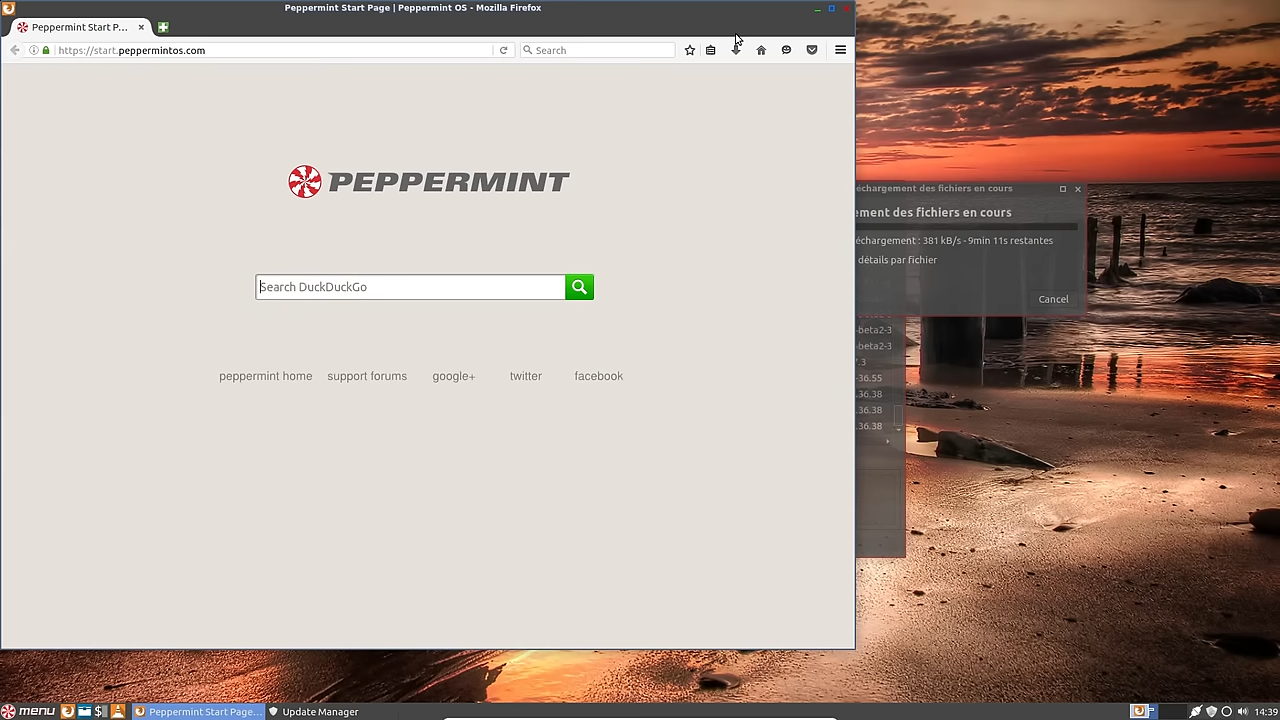 Peppermint Start Page | Peppermint OS - Mozilla Firefox
Peppermint Start P...
https://start.peppermintos.com
Search
PEPPERMINT
Search DuckDuckGo
peppermint home support forums google+ twitter facebook
échargement des fichiers en cours
ement des fichiers en cours
échargement : 381 kB/s - 9min 11s restantes
détails par fichier
Cancel
-beta2-3
-beta2-3
.3
-36.55
.36.38
.36.38
.36.38
menu
Peppermint Start Page...
Update Manager
14:39